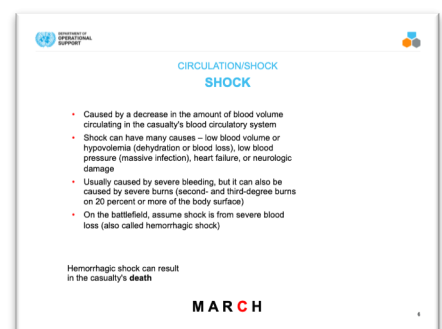 DEPARTMENT OF
OPERATIONAL
SUPPORT
CIRCULATION/SHOCK
SHOCK
• Caused by a decrease in the amount of blood volume
circulating in the casualty's blood circulatory system
• Shock can have many causes – low blood volume or
hypovolemia (dehydration or blood loss), low blood
pressure (massive infection), heart failure, or neurologic
damage
• Usually caused by severe bleeding, but it can also be
caused by severe burns (second- and third-degree burns
on 20 percent or more of the body surface)
• On the battlefield, assume shock is from severe blood
loss (also called hemorrhagic shock)
Hemorrhagic shock can result
in the casualty's death
MARCH